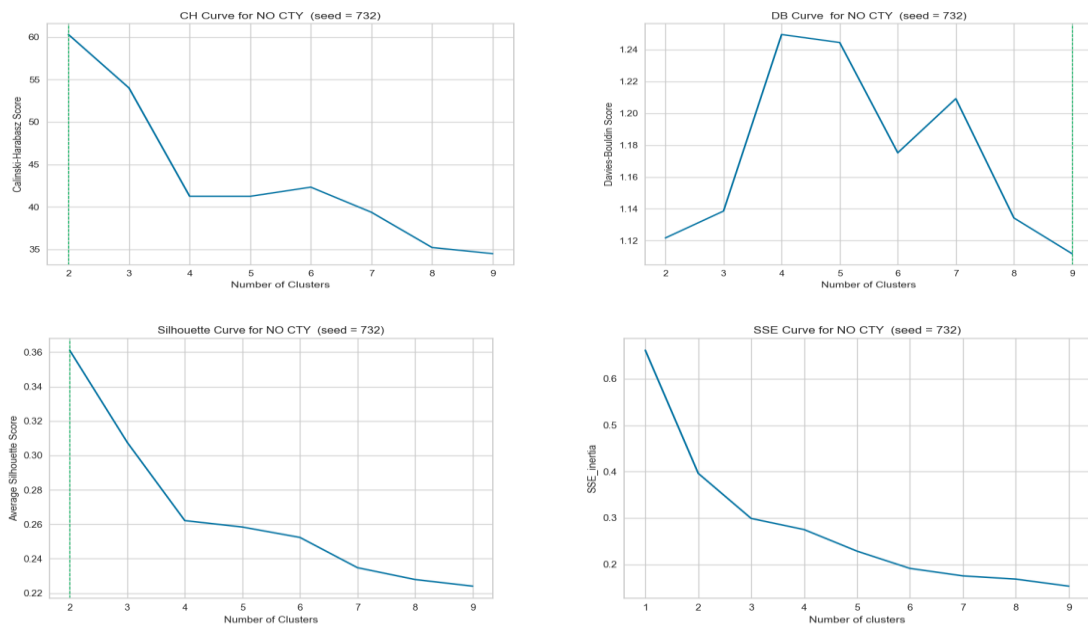 CH Curve for NO CTY (seed = 732)
Calinski-Harabasz Score
60
55
50
45
40
35
2 3 4 5 6 7 8 9
Number of Clusters
DB Curve for NO CTY (seed = 732)
Davies-Bouldin Score
1.24
1.22
1.20
1.18
1.16
1.14
1.12
2 3 4 5 6 7 8 9
Number of Clusters
Silhouette Curve for NO CTY (seed = 732)
Average Silhouette Score
0.36
0.34
0.32
0.30
0.28
0.26
0.24
0.22
2 3 4 5 6 7 8 9
Number of Clusters
SSE Curve for NO CTY (seed = 732)
SSE_inertia
0.6
0.5
0.4
0.3
0.2
1 2 3 4 5 6 7 8 9
Number of clusters